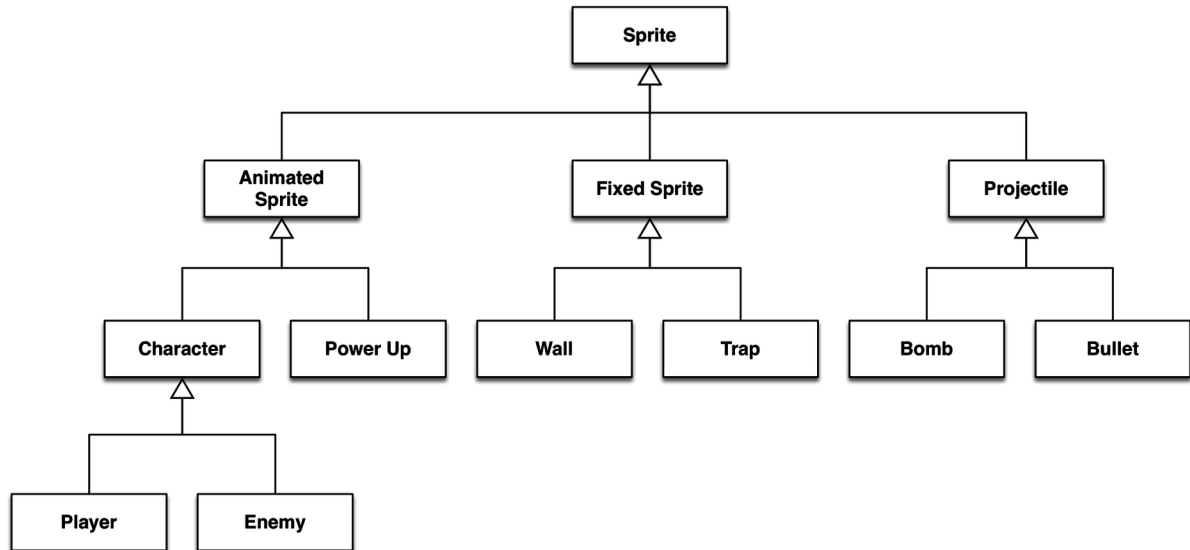 Sprite
Animated
Sprite
Fixed Sprite
Projectile
Character
Power Up
Wall
Trap
Bomb
Bullet
Player
Enemy